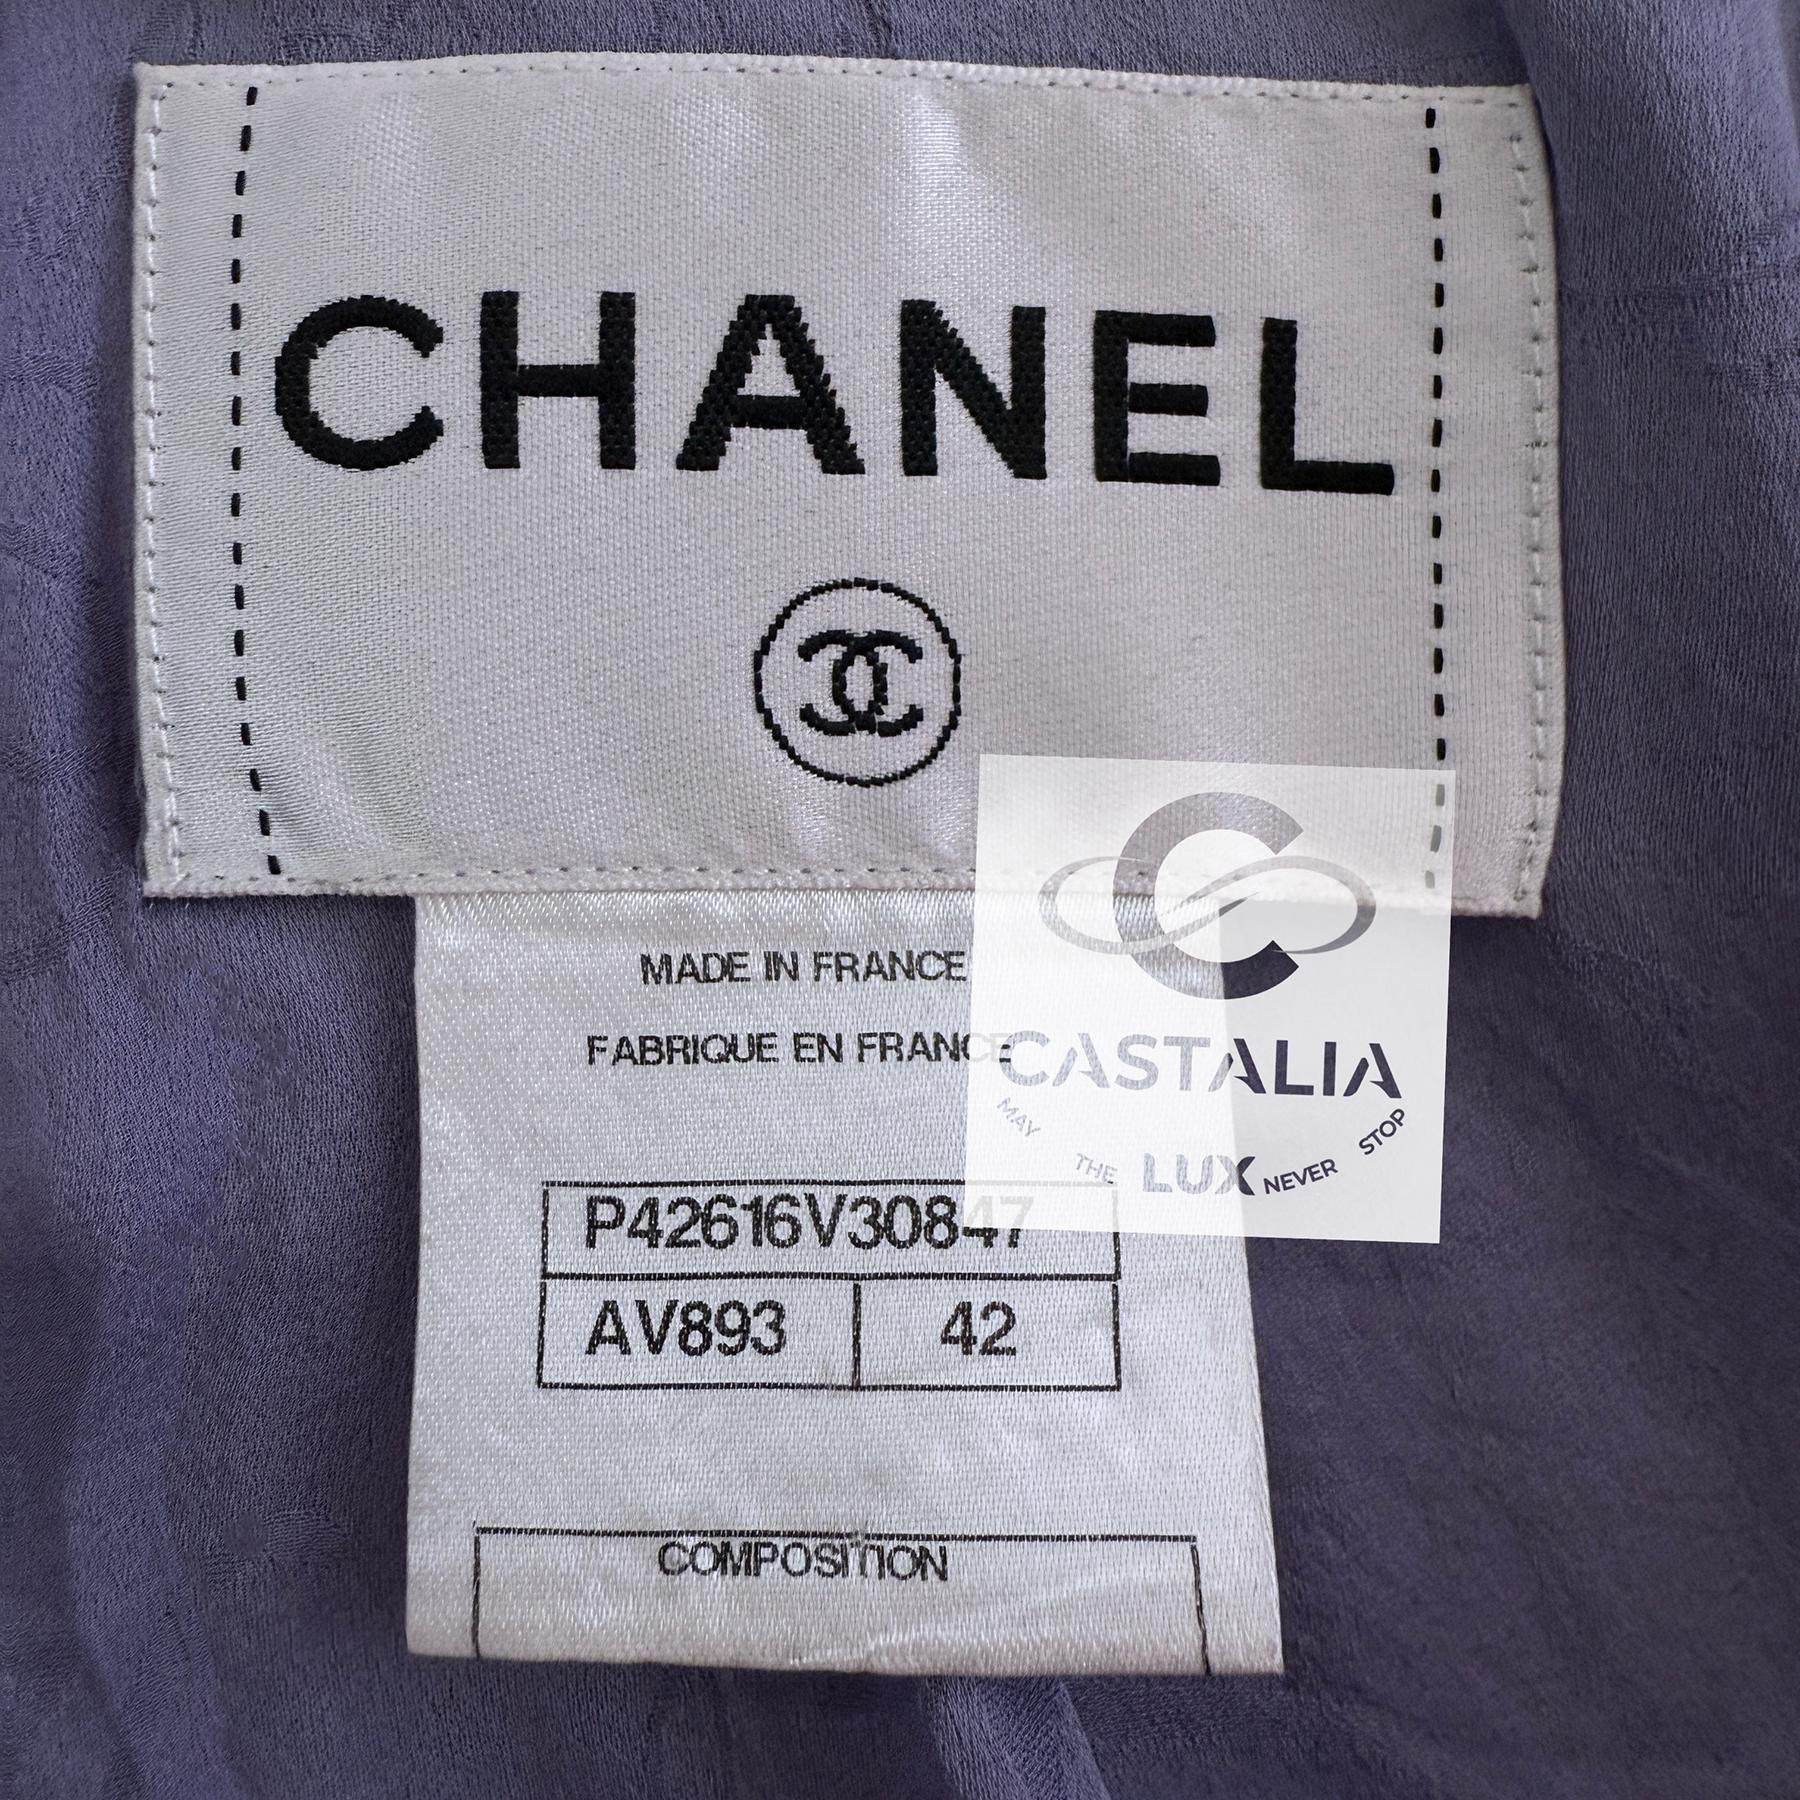 CHANEL
MADE IN FRANCE
FABRIQUE EN FRANCE
CASTALIA
MAY THE LUX NEVER STOP
P42616V30847
AV893 42
COMPOSITION